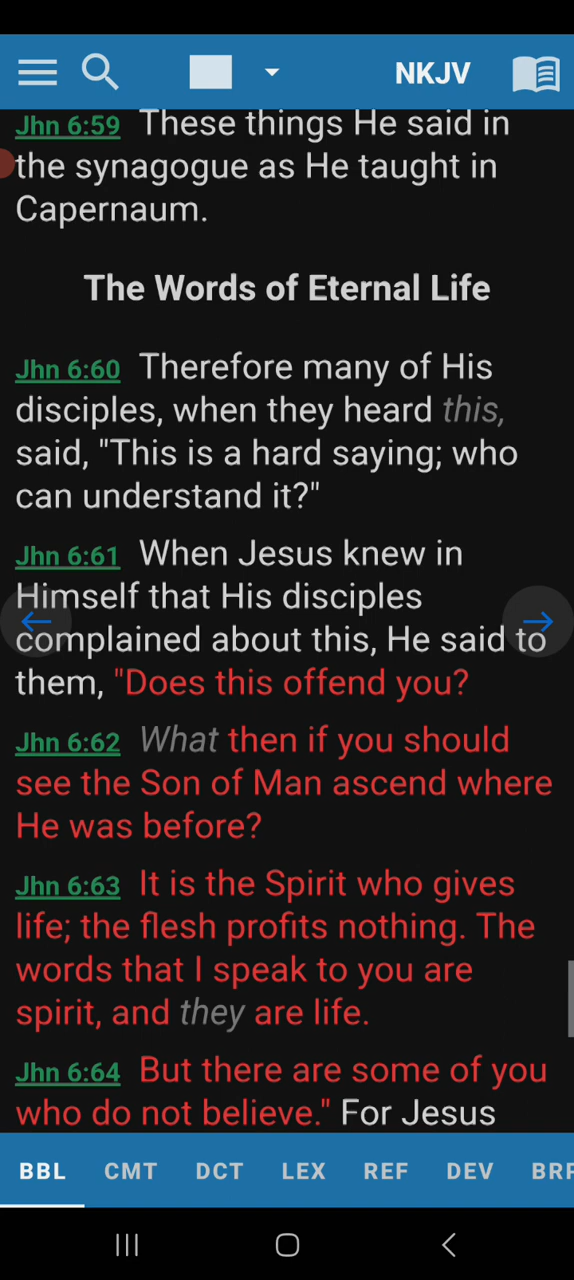 NKJV
Jhn 6:59 These things He said in
the synagogue as He taught in
Capernaum.
The Words of Eternal Life
Jhn 6:60 Therefore many of His
disciples, when they heard this,
said, "This is a hard saying; who
can understand it?"
Jhn 6:61 When Jesus knew in
Himself that His disciples
complained about this, He said to
them, "Does this offend you?
Jhn 6:62 What then if you should
see the Son of Man ascend where
He was before?
Jhn 6:63 It is the Spirit who gives
life; the flesh profits nothing. The
words that I speak to you are
spirit, and they are life.
Jhn 6:64 But there are some of you
who do not believe." For Jesus
BBL CMT DCT LEX REF DEV BRP